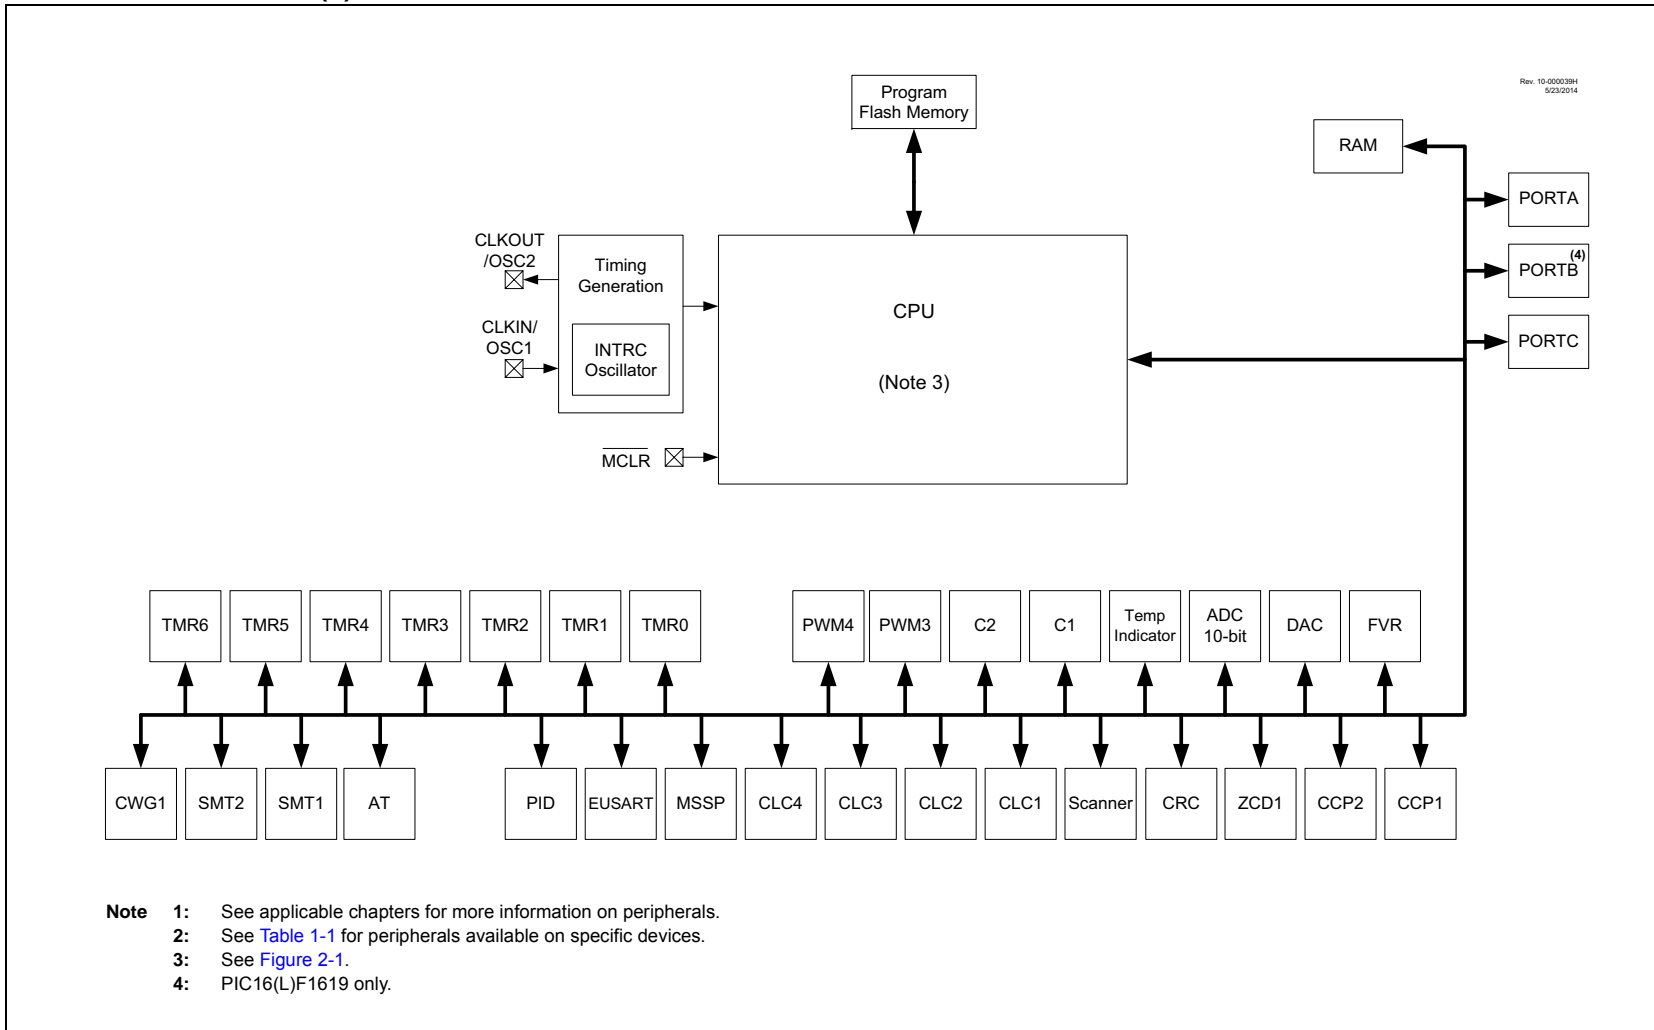 Rev. 10-000039H
5/23/2014
Program
Flash Memory
RAM
PORTA
PORTB(4)
PORTC
CLKOUT
/OSC2
Timing
Generation
CLKIN/
OSC1
INTRC
Oscillator
CPU
(Note 3)
MCLR
TMR6
TMR5
TMR4
TMR3
TMR2
TMR1
TMR0
PWM4
PWM3
C2
C1
Temp
Indicator
ADC
10-bit
DAC
FVR
CWG1
SMT2
SMT1
AT
PID
EUSART
MSSP
CLC4
CLC3
CLC2
CLC1
Scanner
CRC
ZCD1
CCP2
CCP1
Note 1: See applicable chapters for more information on peripherals.
2: See Table 1-1 for peripherals available on specific devices.
3: See Figure 2-1.
4: PIC16(L)F1619 only.